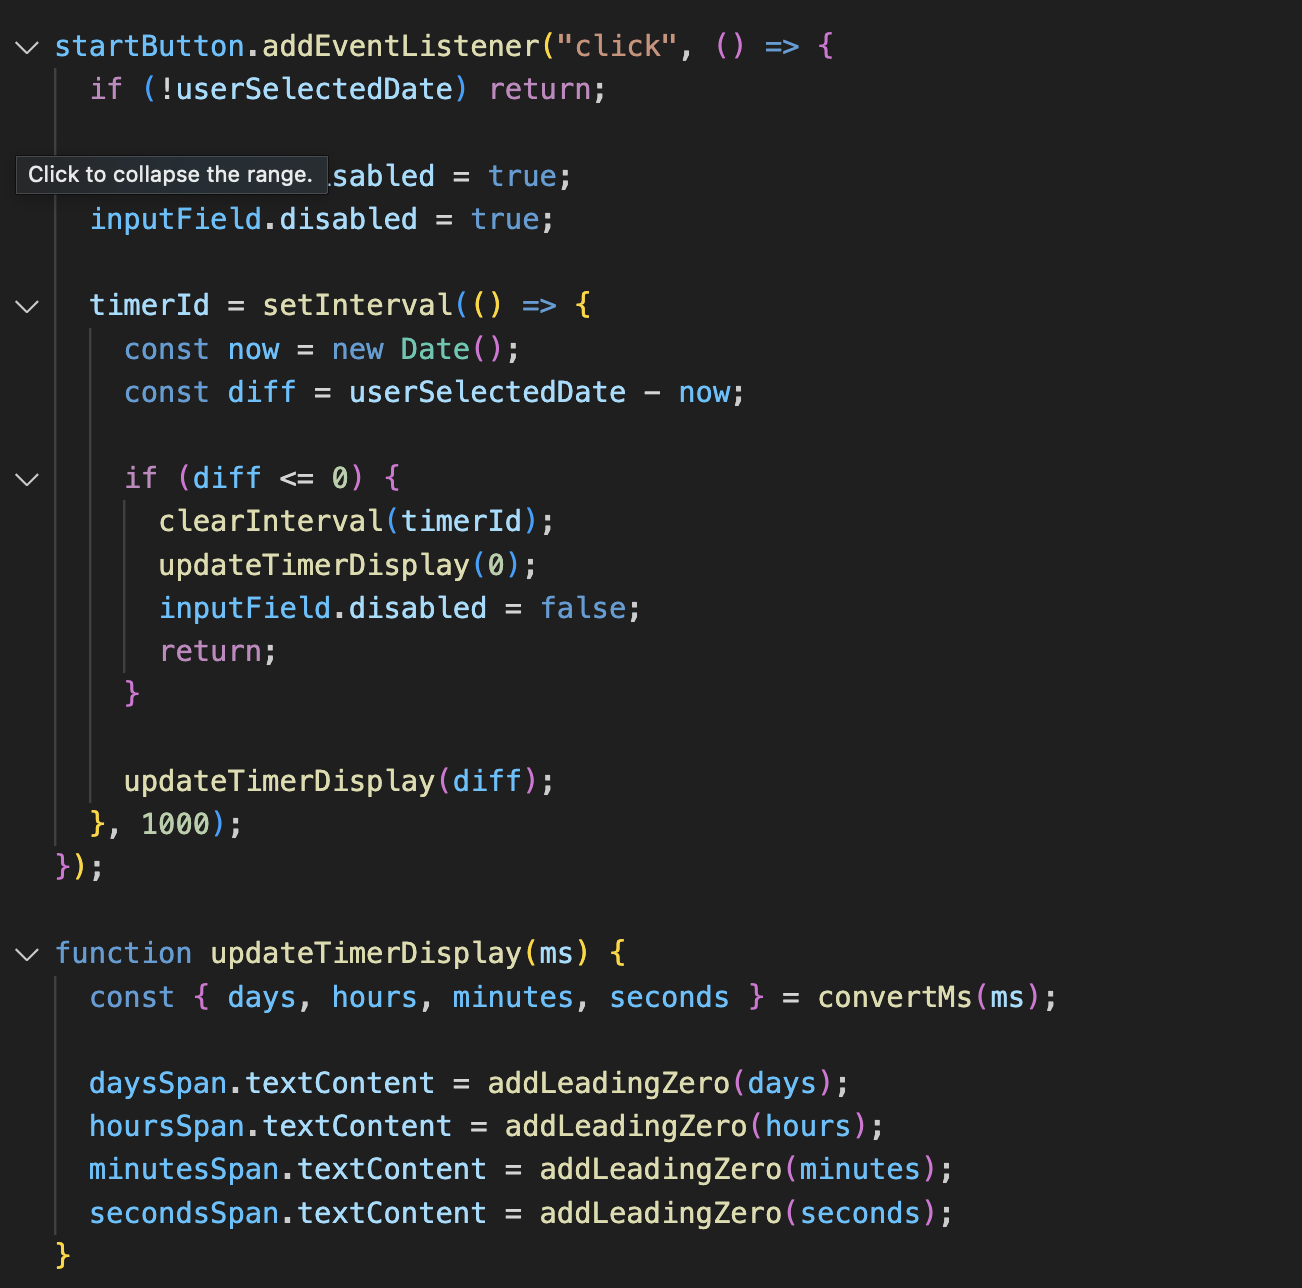 startButton.addEventListener("click", () => {
if (!userSelectedDate) return;
Click to collapse the range. sabled = true;
inputField.disabled = true;
timerId = setInterval(() => {
const now = new Date();
const diff = userSelectedDate - now;
if (diff <= 0) {
clearInterval(timerId);
updateTimerDisplay(0);
inputField.disabled = false;
return;
}
updateTimerDisplay(diff);
}, 1000);
});
function updateTimerDisplay(ms) {
const { days, hours, minutes, seconds } = convertMs(ms);
daysSpan.textContent = addLeadingZero(days);
hoursSpan.textContent = addLeadingZero(hours);
minutesSpan.textContent = addLeadingZero(minutes);
secondsSpan.textContent = addLeadingZero(seconds);
}